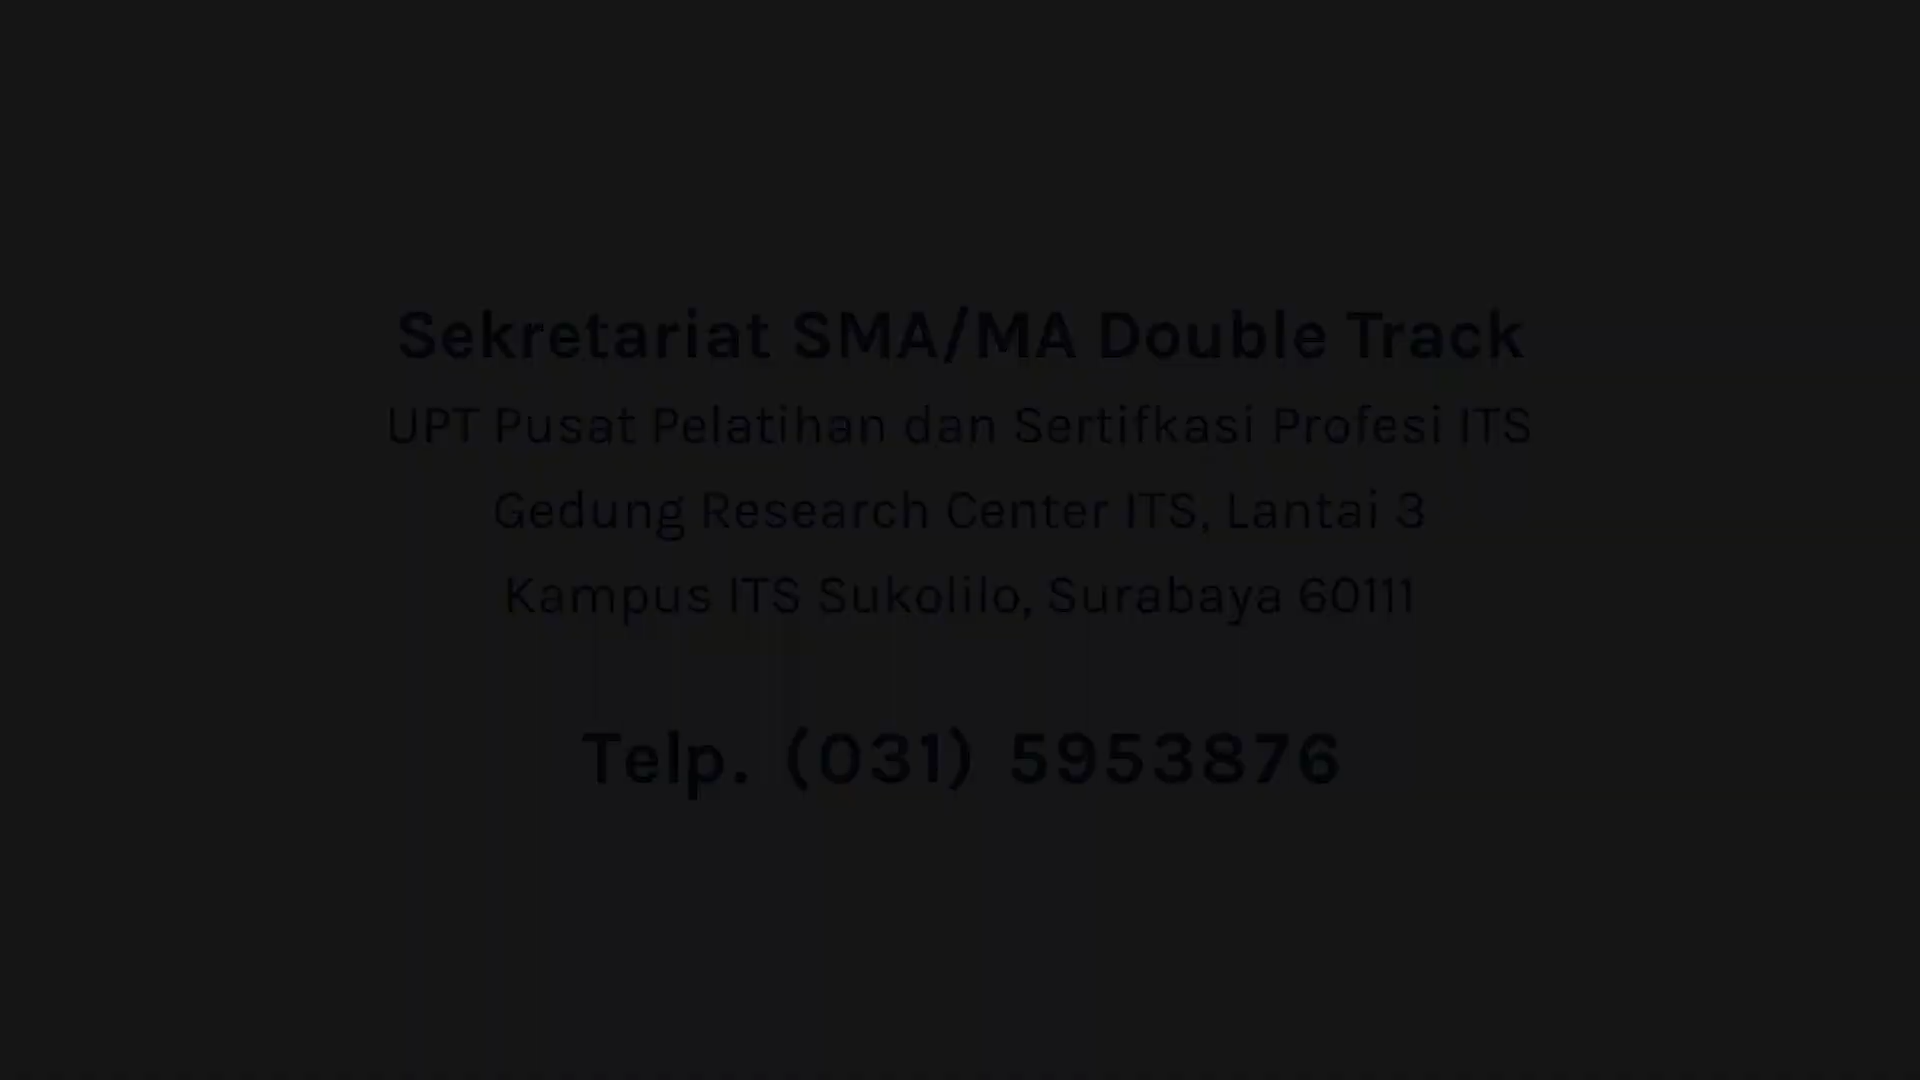 Sekretariat SMA/MA Double Track
UPT Pusat Pelatihan dan Sertifkasi Profesi ITS
Gedung Research Center ITS, Lantai 3
Kampus ITS Sukolilo, Surabaya 60111
Telp. (031) 5953876